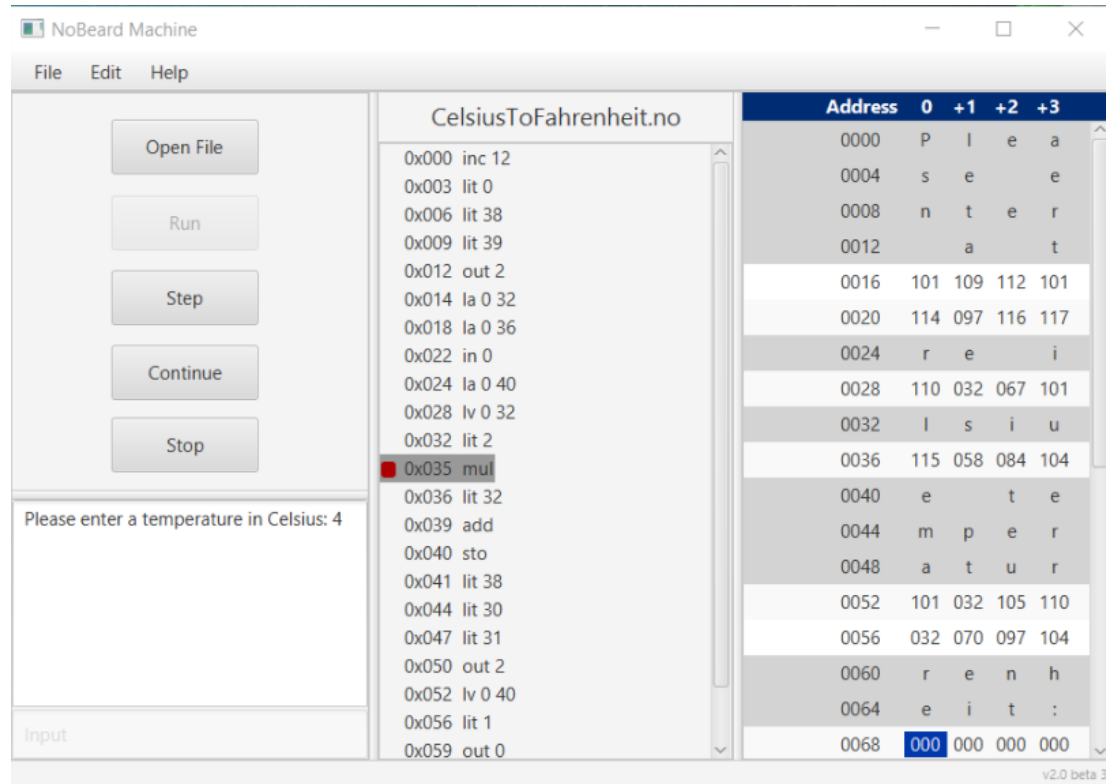 NoBeard Machine
File Edit Help
Open File
Run
Step
Continue
Stop
Please enter a temperature in Celsius: 4
Input
CelsiusToFahrenheit.no
0x000 inc 12
0x003 lit 0
0x006 lit 38
0x009 lit 39
0x012 out 2
0x014 la 0 32
0x018 la 0 36
0x022 in 0
0x024 la 0 40
0x028 lv 0 32
0x032 lit 2
0x035 mul
0x036 lit 32
0x039 add
0x040 sto
0x041 lit 38
0x044 lit 30
0x047 lit 31
0x050 out 2
0x052 lv 0 40
0x056 lit 1
0x059 out 0
Address 0 +1 +2 +3
0000 P l e a
0004 s e e
0008 n t e r
0012 a t
0016 101 109 112 101
0020 114 097 116 117
0024 r e i
0028 110 032 067 101
0032 l s i u
0036 115 058 084 104
0040 e t e
0044 m p e r
0048 a t u r
0052 101 032 105 110
0056 032 070 097 104
0060 r e n h
0064 e i t :
0068 000 000 000 000
v2.0 beta 3